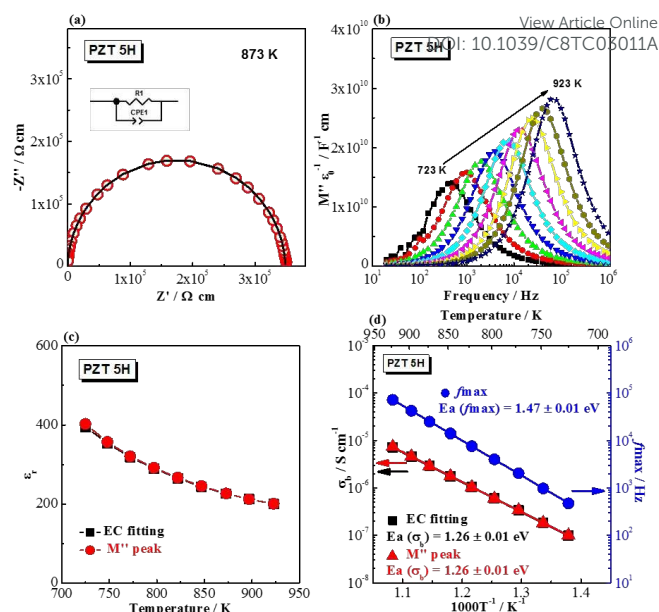 View Article Online
DOI: 10.1039/C8TC03011A
(a)
PZT 5H
873 K
R1
CPE1
3x10⁵
2x10⁵
1x10⁵
0
-Z'' / Ω cm
0
1x10⁵
2x10⁵
3x10⁵
Z' / Ω cm
(b)
PZT 5H
923 K
723 K
4x10¹⁰
3x10¹⁰
2x10¹⁰
1x10¹⁰
0
M'' ε₀⁻¹ / F⁻¹ cm
10¹ 10² 10³ 10⁴ 10⁵ 10⁶
Frequency / Hz
(c)
PZT 5H
600
400
200
0
εr
EC fitting
M'' peak
700 750 800 850 900 950
Temperature / K
Temperature / K
(d)
950 900 850 800 750 700
PZT 5H
fmax
Ea (fmax) = 1.47 ± 0.01 eV
EC fitting
Ea (σb) = 1.26 ± 0.01 eV
M'' peak
Ea (σb) = 1.26 ± 0.01 eV
10⁻³
10⁻⁴
10⁻⁵
10⁻⁶
10⁻⁷
10⁻⁸
σb / S cm⁻¹
10⁶
10⁵
10⁴
10³
10²
10¹
fmax / Hz
1.1 1.2 1.3 1.4
1000T⁻¹ / K⁻¹